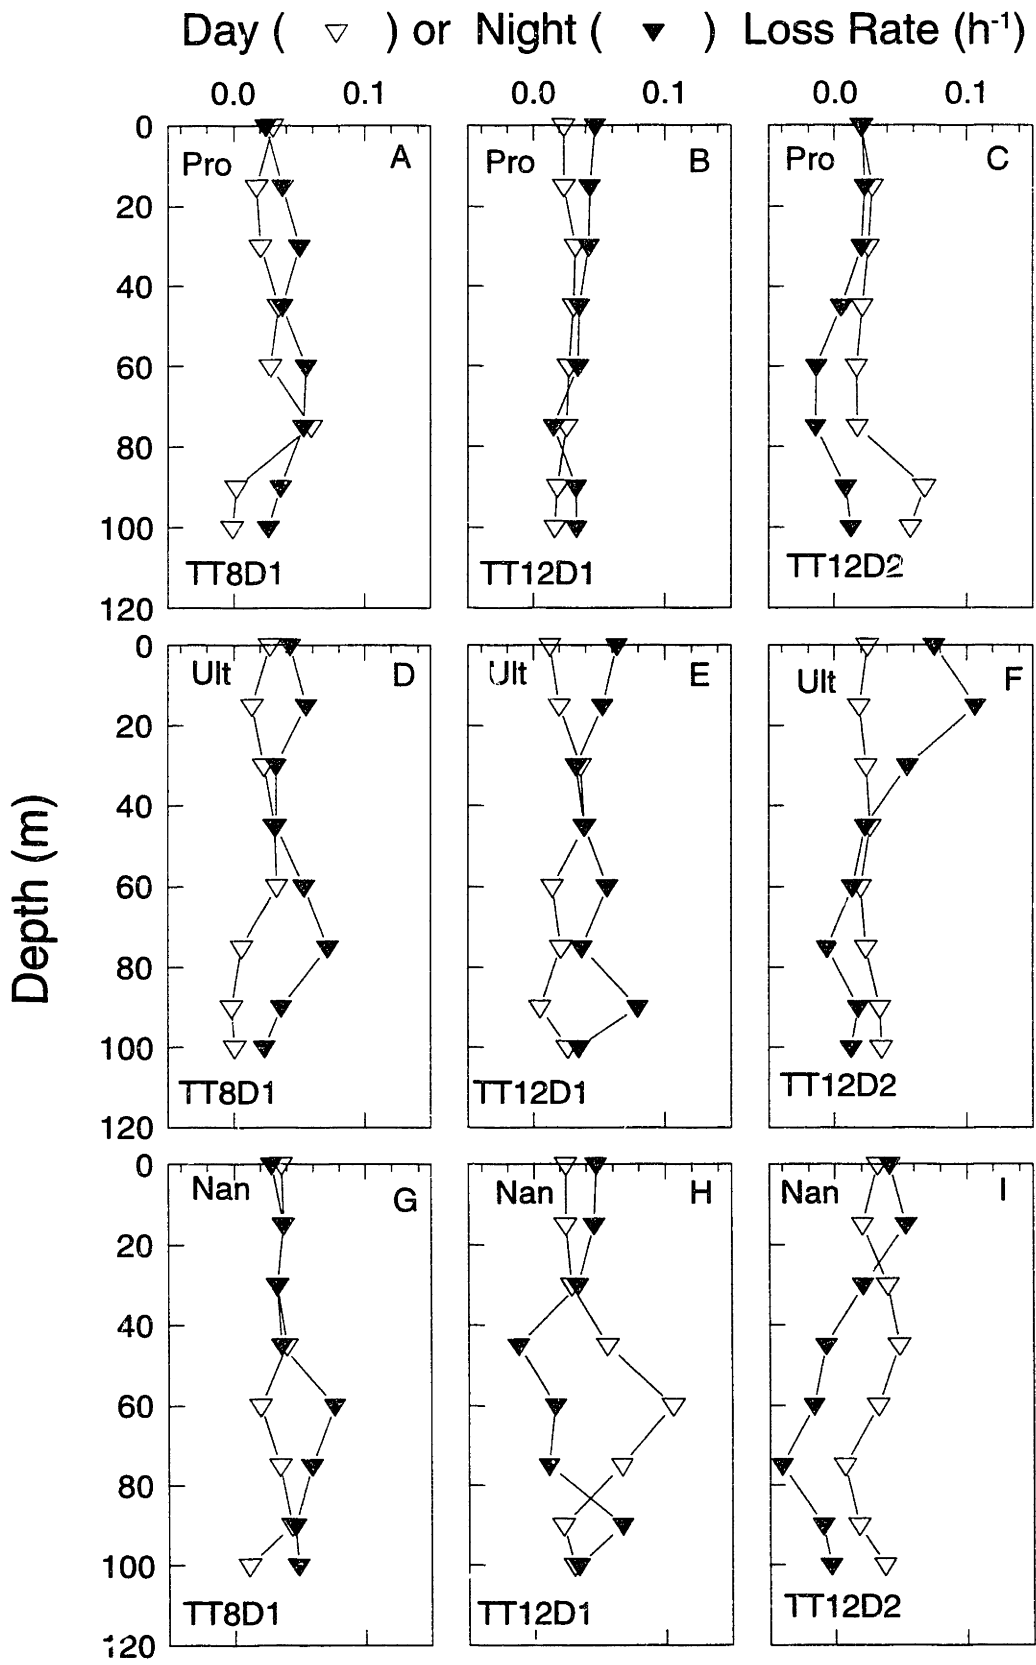 Day ( ▽ ) or Night ( ▼ ) Loss Rate (h-1)
0.0 0.1 0.0 0.1 0.0 0.1
0
20
40
60
80
100
120
Pro A
TT8D1
Pro B
TT12D1
Pro C
TT12D2
Depth (m)
0
20
40
60
80
100
120
Ult D
TT8D1
Ult E
TT12D1
Ult F
TT12D2
0
20
40
60
80
100
120
Nan G
TT8D1
Nan H
TT12D1
Nan I
TT12D2